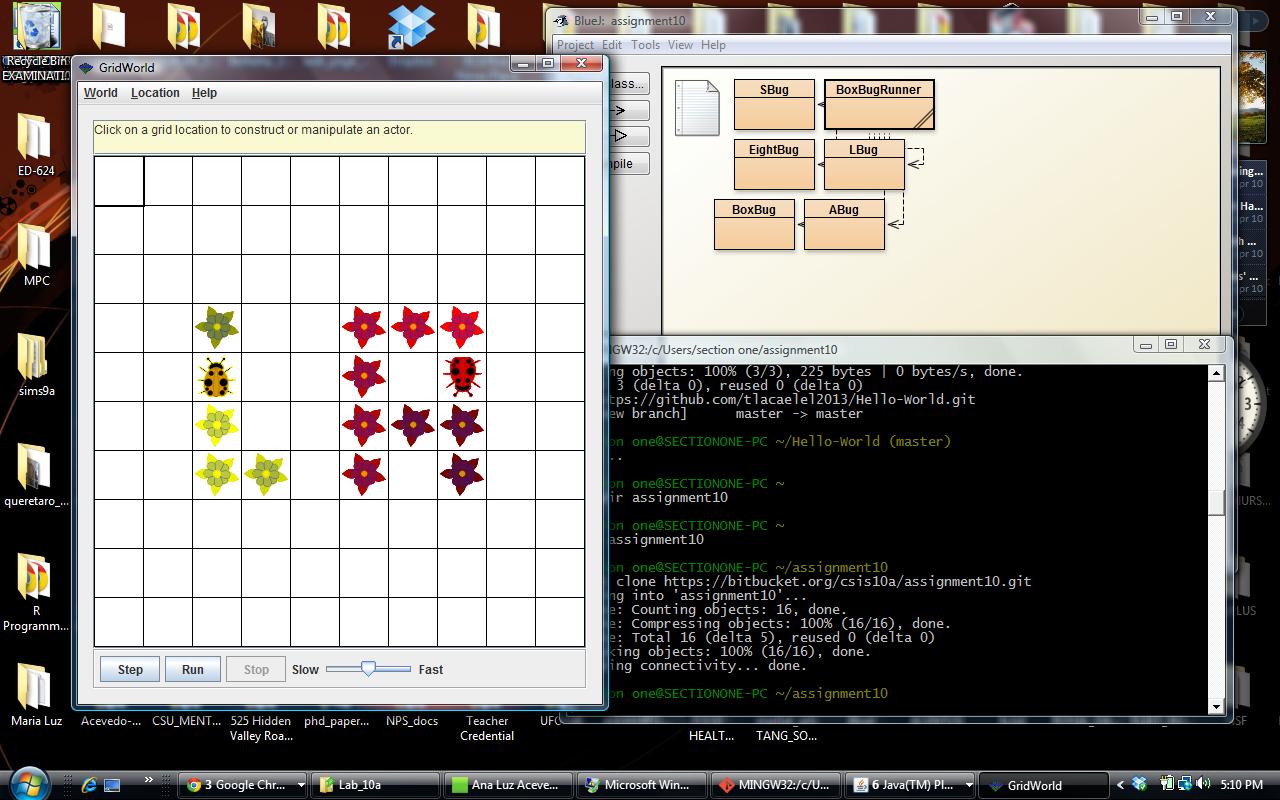 Recycle Bin
EXAMINATI...
ED-624
MPC
sims9a
queretaro_...
R
Programm...
Maria Luz
Acevedo-...
CSU_MENT...
525 Hidden
Valley Roa...
phd_paper...
NPS_docs
Teacher
Credential
HEALT...
TANG_SO...
GridWorld
World Location Help
Click on a grid location to construct or manipulate an actor.
Step Run Stop Slow Fast
BlueJ: assignment10
Project Edit Tools View Help
ass...
pile
SBug
BoxBugRunner
EightBug
LBug
BoxBug
ABug
NGW32:/c/Users/section one/assignment10
ng objects: 100% (3/3), 225 bytes | 0 bytes/s, done.
3 (delta 0), reused 0 (delta 0)
tps://github.com/tlacaelel2013/Hello-World.git
ew branch] master -> master
on one@SECTIONONE-PC ~/Hello-World (master)
..
on one@SECTIONONE-PC ~
ir assignment10
on one@SECTIONONE-PC ~
assignment10
on one@SECTIONONE-PC ~/assignment10
clone https://bitbucket.org/csis10a/assignment10.git
ng into 'assignment10'...
e: Counting objects: 16, done.
e: Compressing objects: 100% (16/16), done.
e: Total 16 (delta 5), reused 0 (delta 0)
king objects: 100% (16/16), done.
ing connectivity... done.
on one@SECTIONONE-PC ~/assignment10
3 Google Chr...
Lab_10a
Ana Luz Aceve...
Microsoft Win...
MINGW32:/c/U...
6 Java(TM) Pl...
GridWorld
5:10 PM